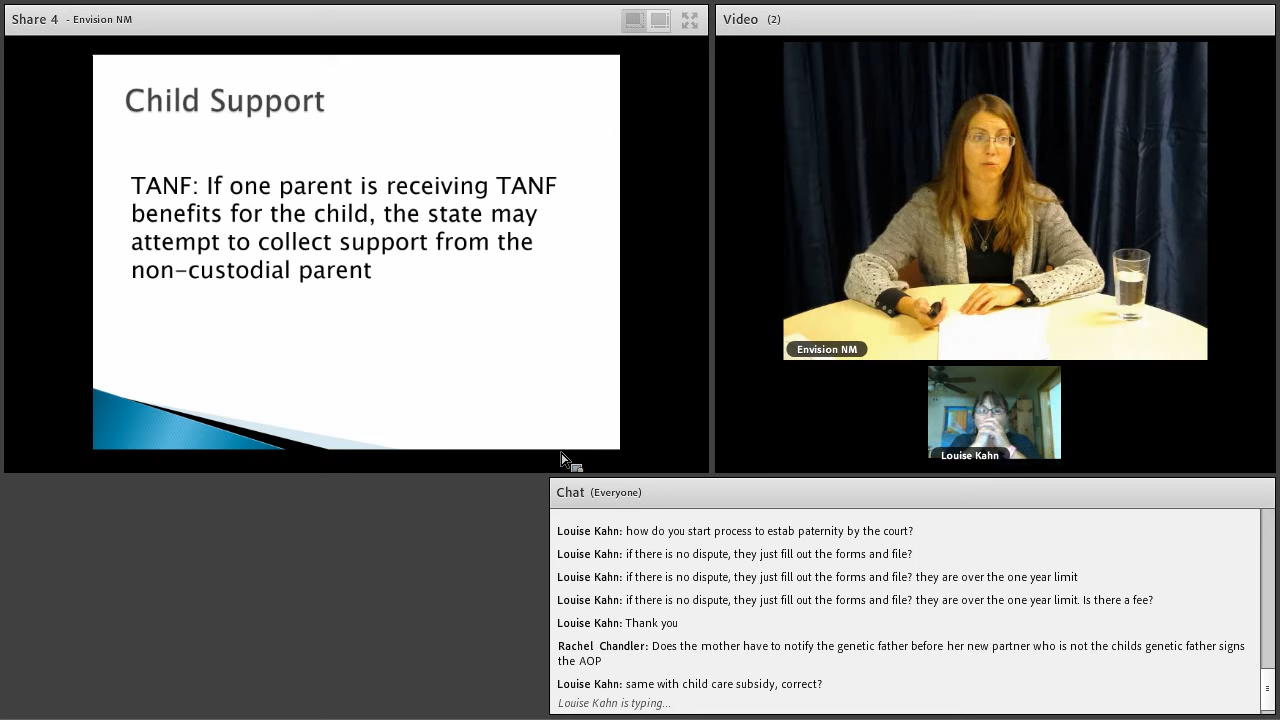 Share 4 - Envision NM
Child Support
TANF: If one parent is receiving TANF
benefits for the child, the state may
attempt to collect support from the
non-custodial parent
Video (2)
Envision NM
Louise Kahn
Chat (Everyone)
Louise Kahn: how do you start process to estab paternity by the court?
Louise Kahn: if there is no dispute, they just fill out the forms and file?
Louise Kahn: if there is no dispute, they just fill out the forms and file? they are over the one year limit
Louise Kahn: if there is no dispute, they just fill out the forms and file? they are over the one year limit. Is there a fee?
Louise Kahn: Thank you
Rachel Chandler: Does the mother have to notify the genetic father before her new partner who is not the childs genetic father signs
the AOP
Louise Kahn: same with child care subsidy, correct?
Louise Kahn is typing...